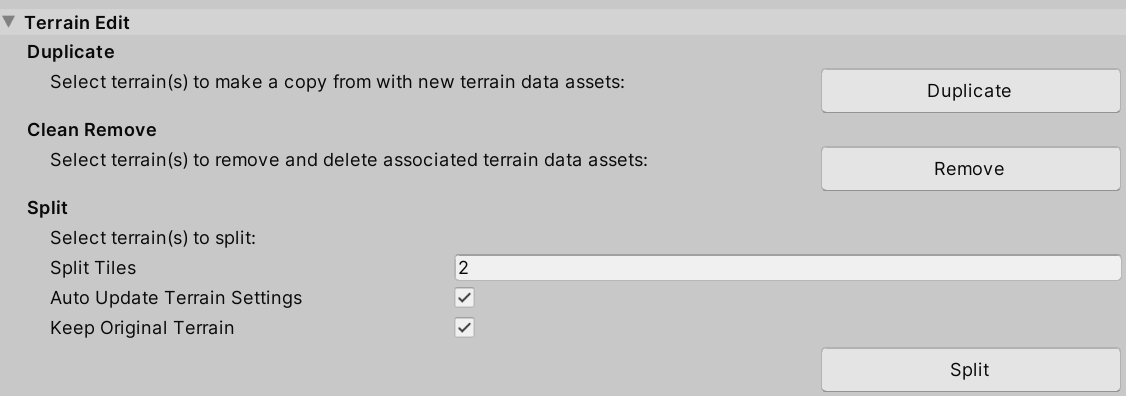 Terrain Edit
Duplicate
Select terrain(s) to make a copy from with new terrain data assets:
Duplicate
Clean Remove
Select terrain(s) to remove and delete associated terrain data assets:
Remove
Split
Select terrain(s) to split:
Split Tiles 2
Auto Update Terrain Settings
Keep Original Terrain
Split